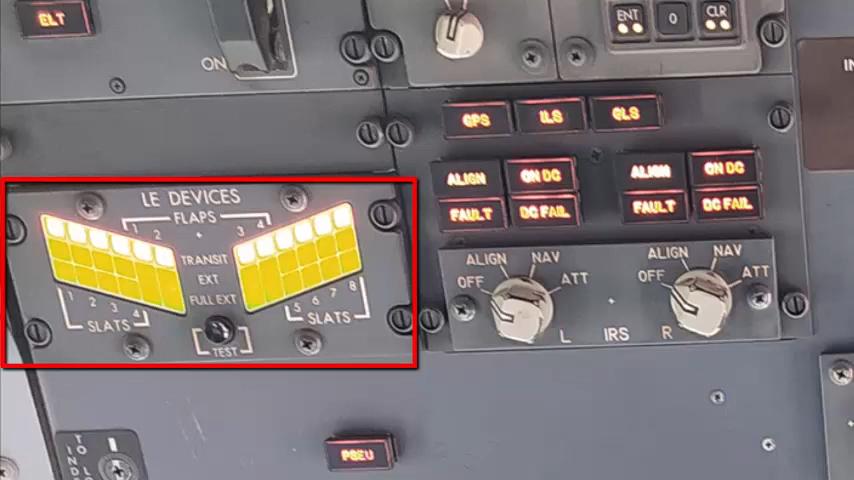 ELT
ON
ENT
0
CLR
IN
GPS
ILS
GLS
ALIGN
ON DC
ALIGN
ON DC
FAULT
DC FAIL
FAULT
DC FAIL
LE DEVICES
FLAPS
1 2 3 4
TRANSIT
EXT
FULL EXT
1 2 3 4
SLATS
5 6 7 8
SLATS
TEST
ALIGN NAV
OFF ATT
ALIGN NAV
OFF ATT
L IRS R
PSEU